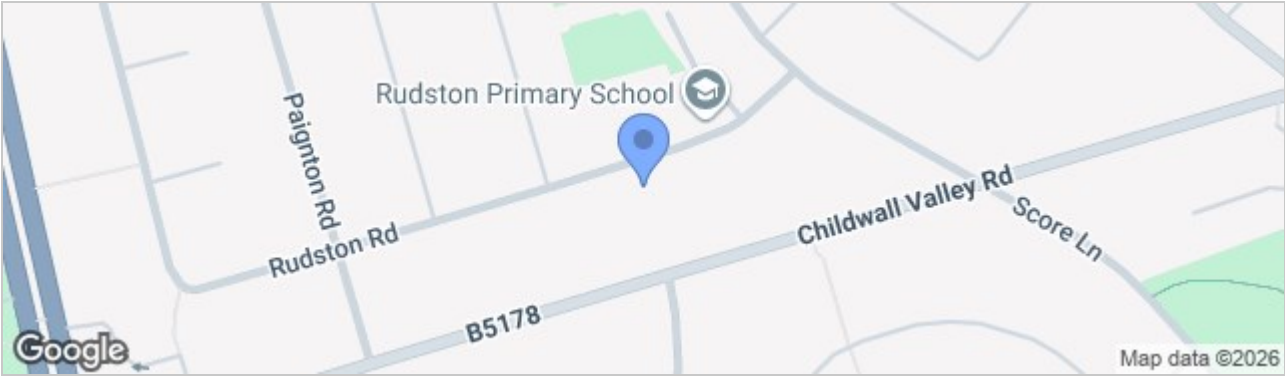 Rudston Primary School
Paignton Rd
Rudston Rd
Childwall Valley Rd
Score Ln
B5178
Google
Map data ©2026